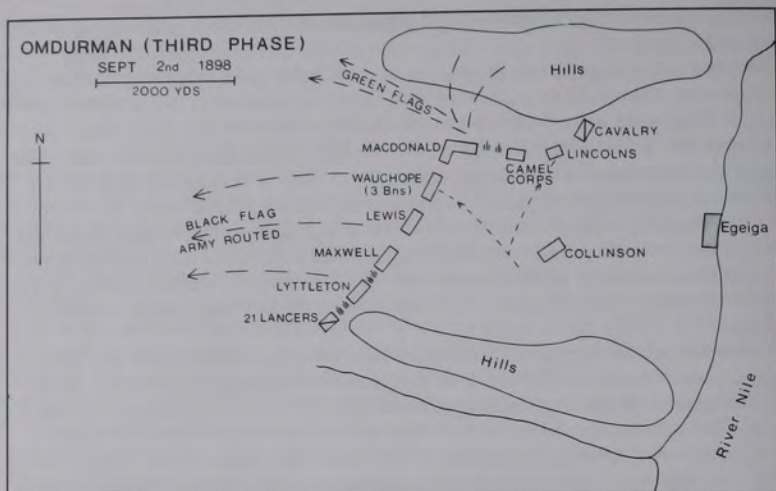 OMDURMAN (THIRD PHASE)
SEPT 2nd 1898
2000 YDS
N
GREEN FLAGS
Hills
CAVALRY
MACDONALD
LINCOLNS
CAMEL
CORPS
WAUCHOPE
(3 Bns)
BLACK FLAG
ARMY ROUTED
LEWIS
Egeiga
MAXWELL
COLLINSON
LYTTLETON
21 LANCERS
Hills
River Nile